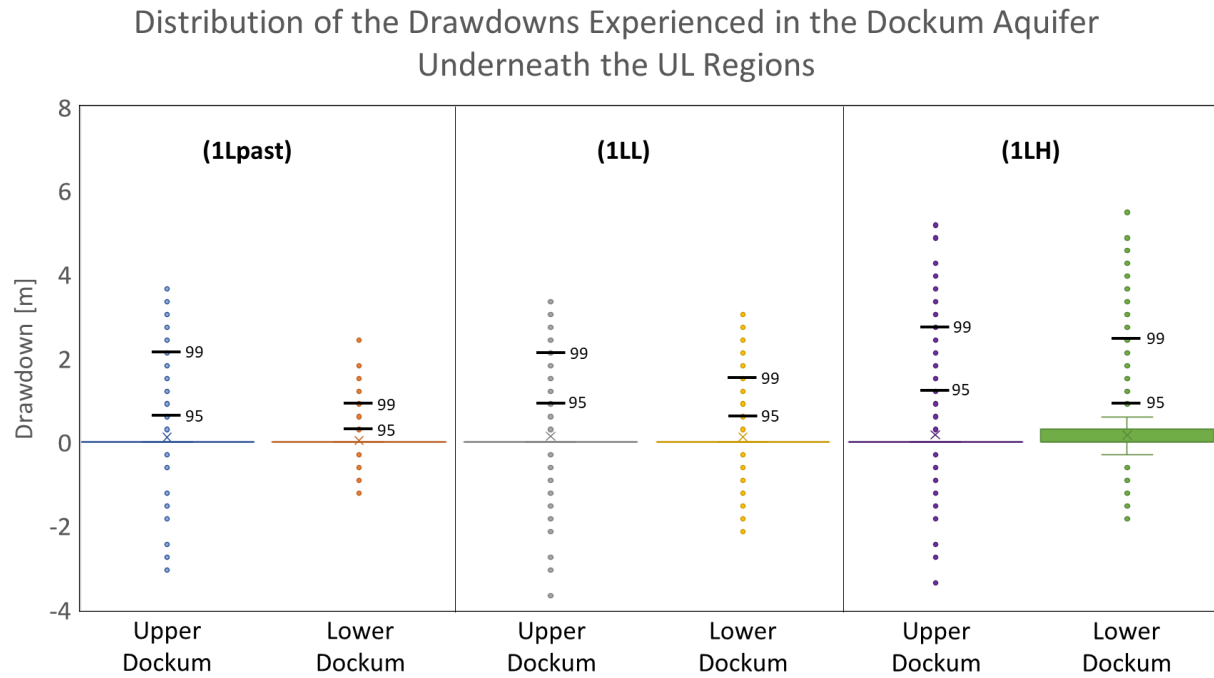 Distribution of the Drawdowns Experienced in the Dockum Aquifer
Underneath the UL Regions
Drawdown [m]
8
6
4
2
0
-2
-4
(1Lpast)
(1LL)
(1LH)
99
95
99
95
99
95
99
95
99
95
99
95
Upper
Dockum
Lower
Dockum
Upper
Dockum
Lower
Dockum
Upper
Dockum
Lower
Dockum